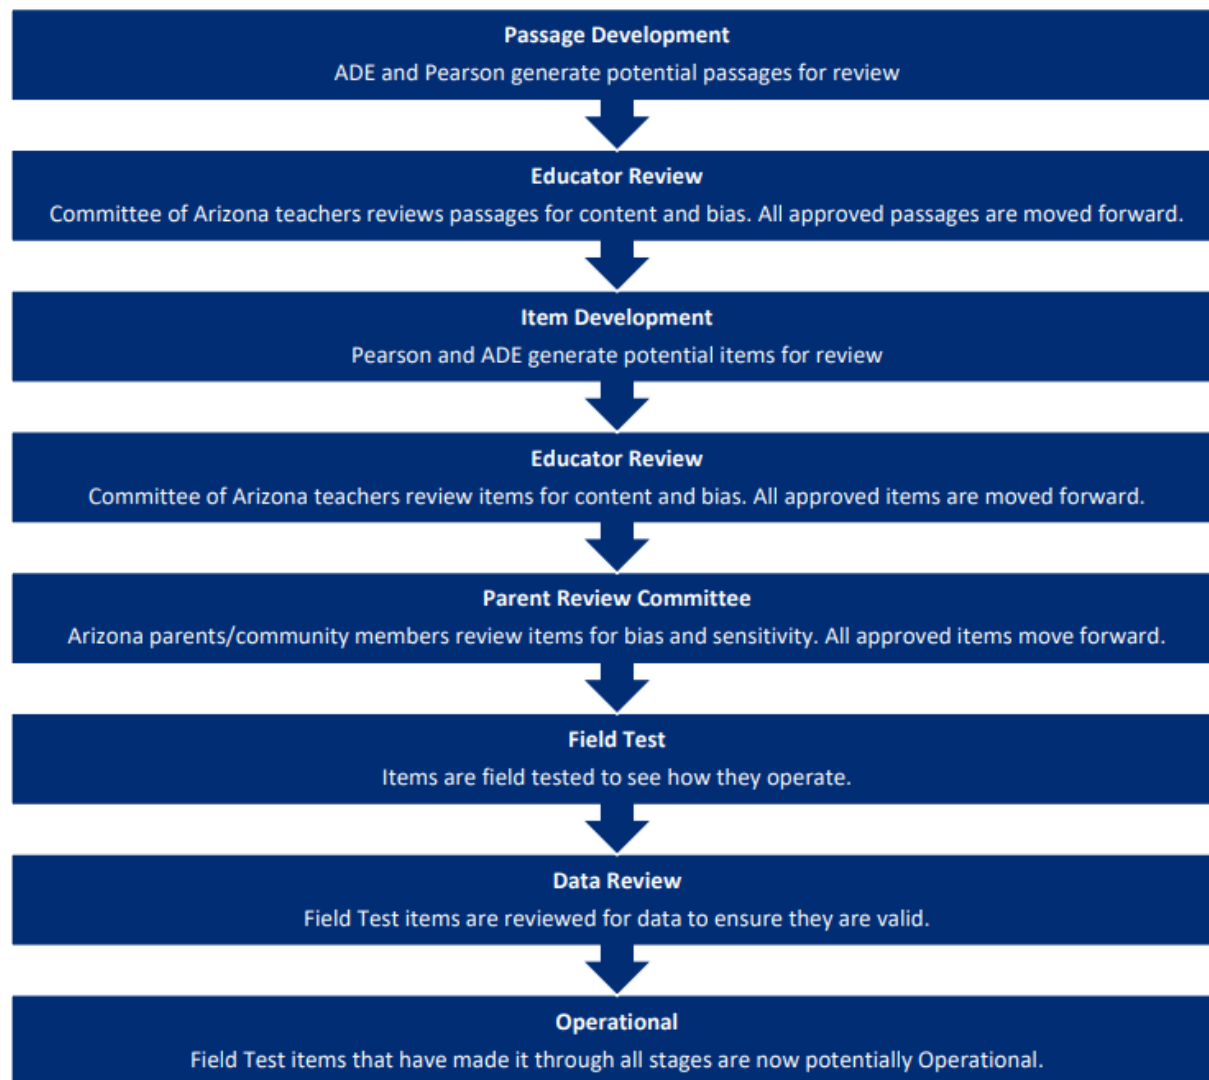 Passage Development
ADE and Pearson generate potential passages for review
Educator Review
Committee of Arizona teachers reviews passages for content and bias. All approved passages are moved forward.
Item Development
Pearson and ADE generate potential items for review
Educator Review
Committee of Arizona teachers review items for content and bias. All approved items are moved forward.
Parent Review Committee
Arizona parents/community members review items for bias and sensitivity. All approved items move forward.
Field Test
Items are field tested to see how they operate.
Data Review
Field Test items are reviewed for data to ensure they are valid.
Operational
Field Test items that have made it through all stages are now potentially Operational.